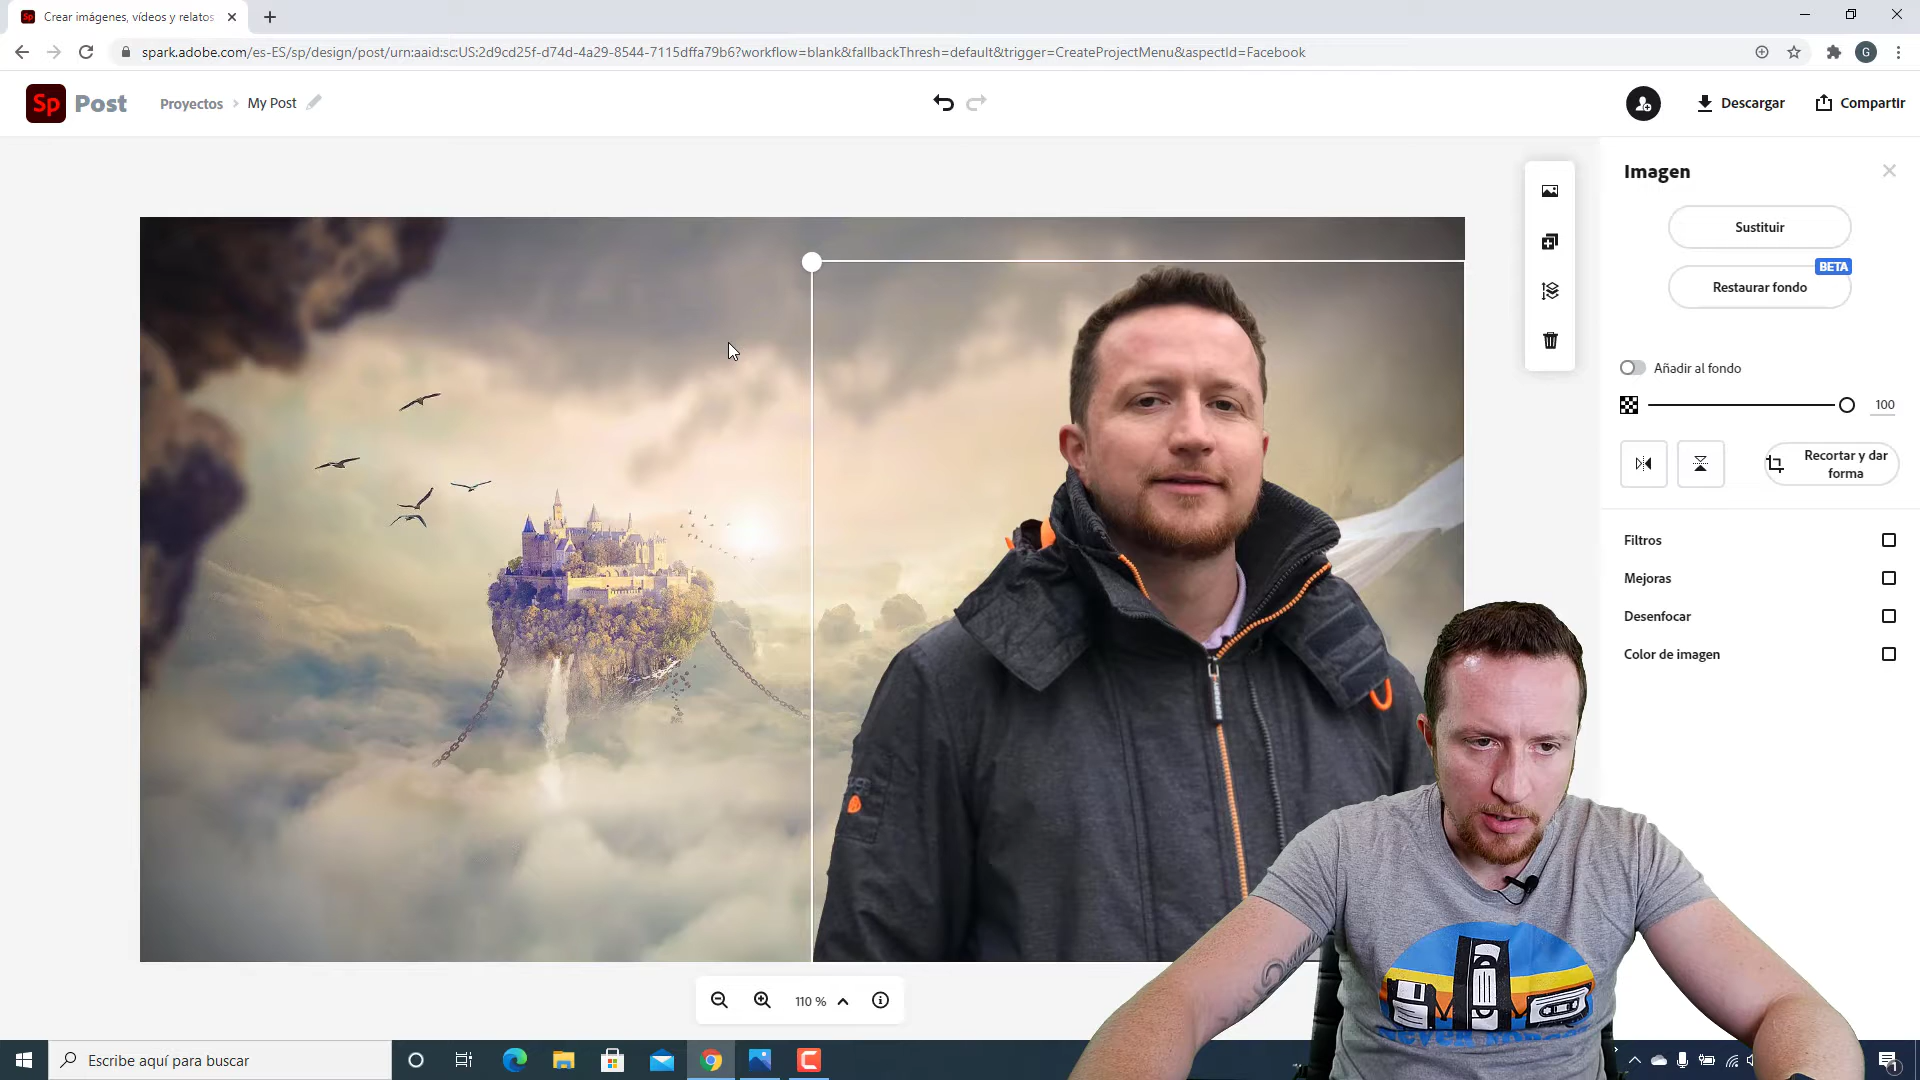 Crear imágenes, vídeos y relatos
spark.adobe.com/es-ES/sp/design/post/urn:aaid:sc:US:2d9cd25f-d74d-4a29-8544-7115dffa79b6?workflow=blank&fallbackThresh=default&trigger=CreateProjectMenu&aspectId=Facebook
G
Sp Post
Proyectos > My Post
Descargar
Compartir
Imagen
Sustituir
BETA
Restaurar fondo
Añadir al fondo
100
Recortar y dar
forma
Filtros
Mejoras
Desenfocar
Color de imagen
110 %
Escribe aquí para buscar
1